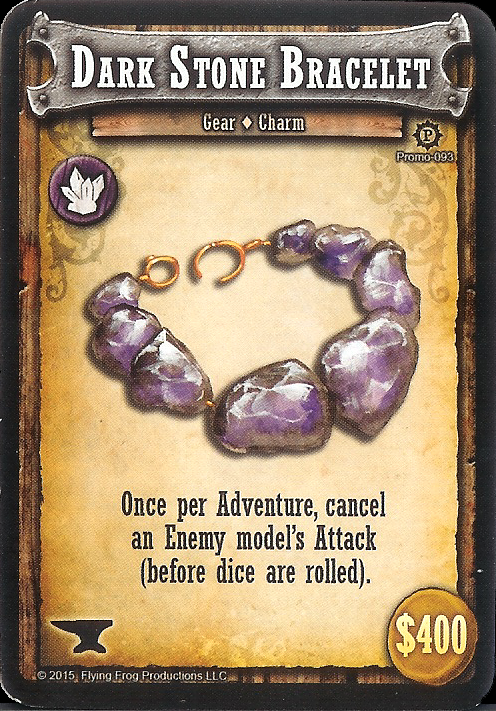 DARK STONE BRACELET
Gear ♦ Charm
P
Promo-093
Once per Adventure, cancel
an Enemy model's Attack
(before dice are rolled).
$400
© 2015 Flying Frog Productions LLC